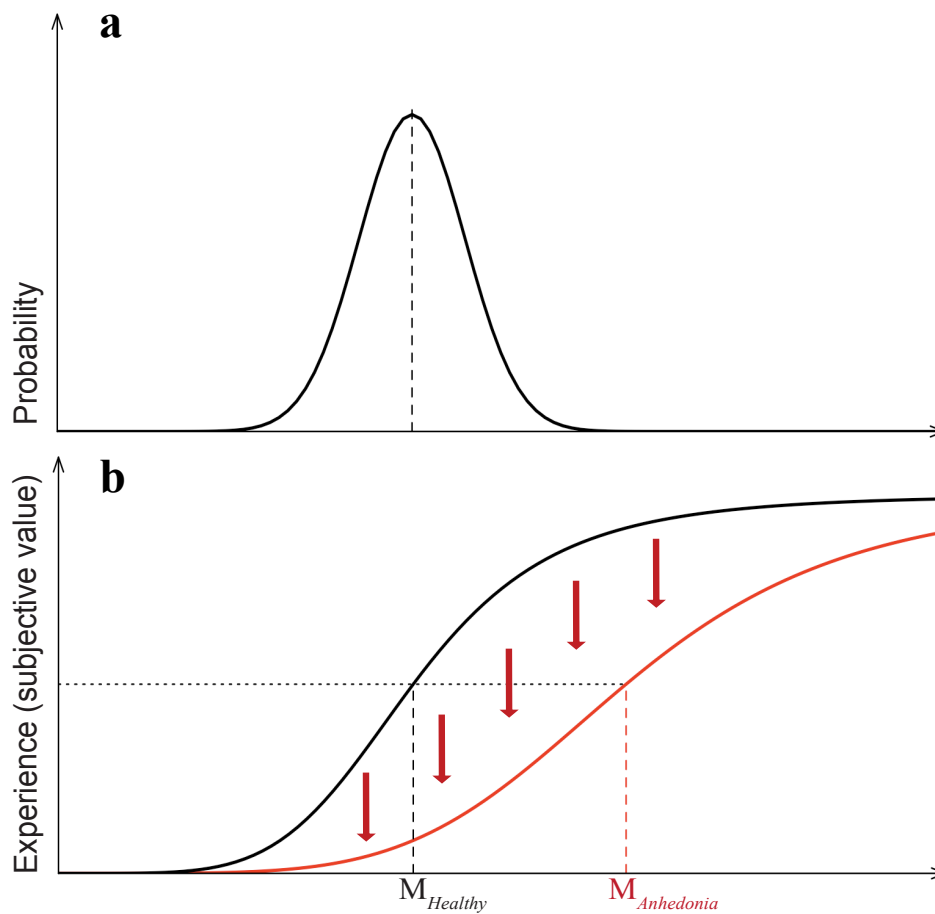 a
Probability
b
Experience (subjective value)
M Healthy
M Anhedonia